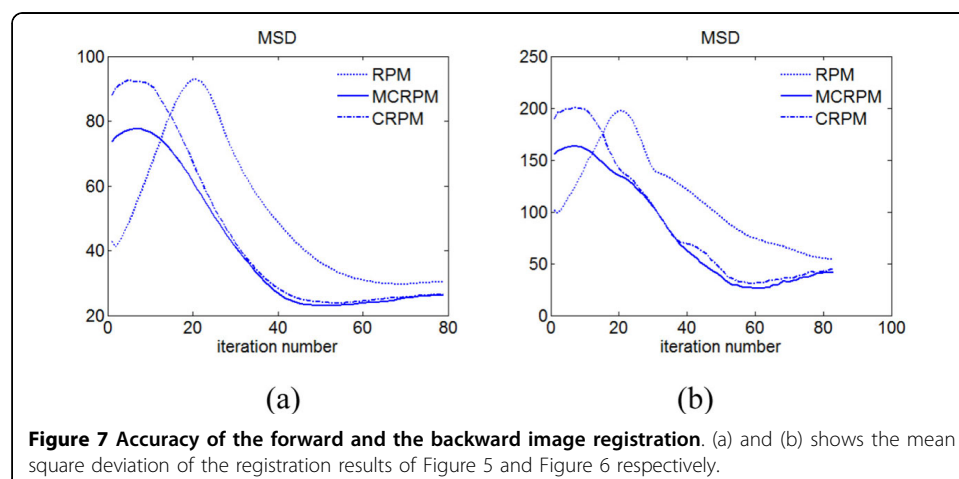 MSD
100
80
60
40
20
0
20
40
60
80
iteration number
RPM
MCRPM
CRPM
(a)
MSD
250
200
150
100
50
0
0
20
40
60
80
100
iteration number
RPM
MCRPM
CRPM
(b)
Figure 7 Accuracy of the forward and the backward image registration. (a) and (b) shows the mean
square deviation of the registration results of Figure 5 and Figure 6 respectively.